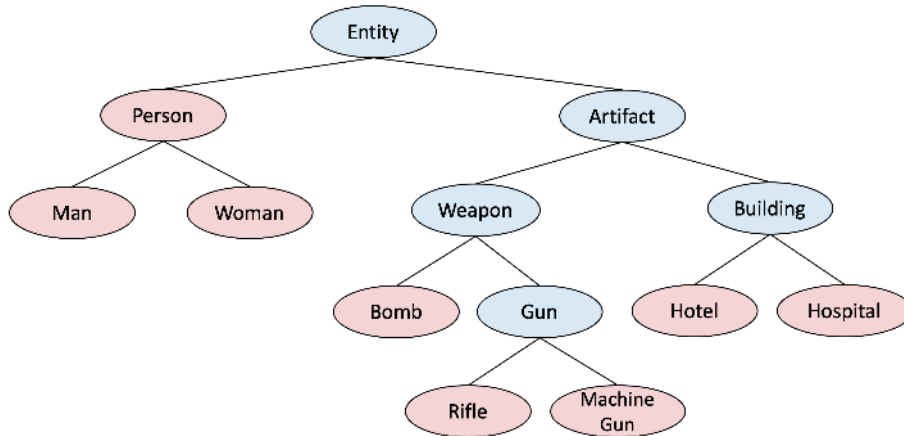 Entity
Person
Artifact
Man
Woman
Weapon
Building
Bomb
Gun
Hotel
Hospital
Rifle
Machine
Gun